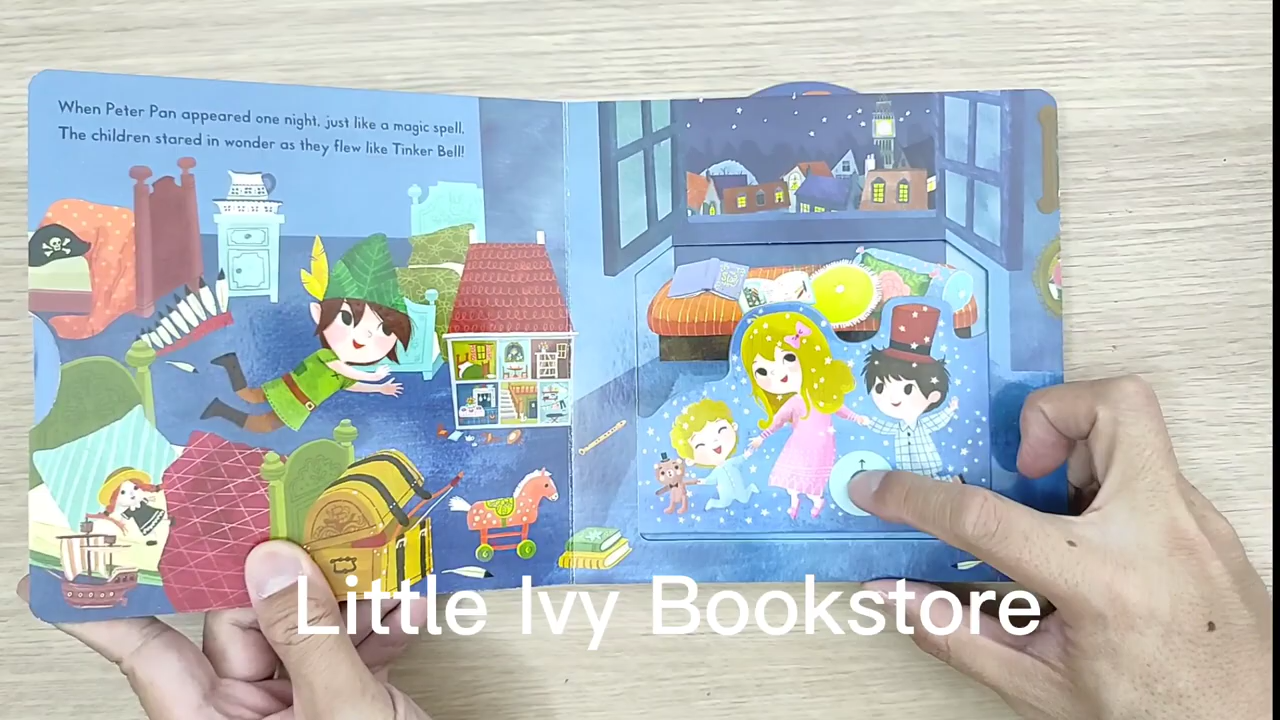 When Peter Pan appeared one night, just like a magic spell,
The children stared in wonder as they flew like Tinker Bell!
Little Ivy Bookstore